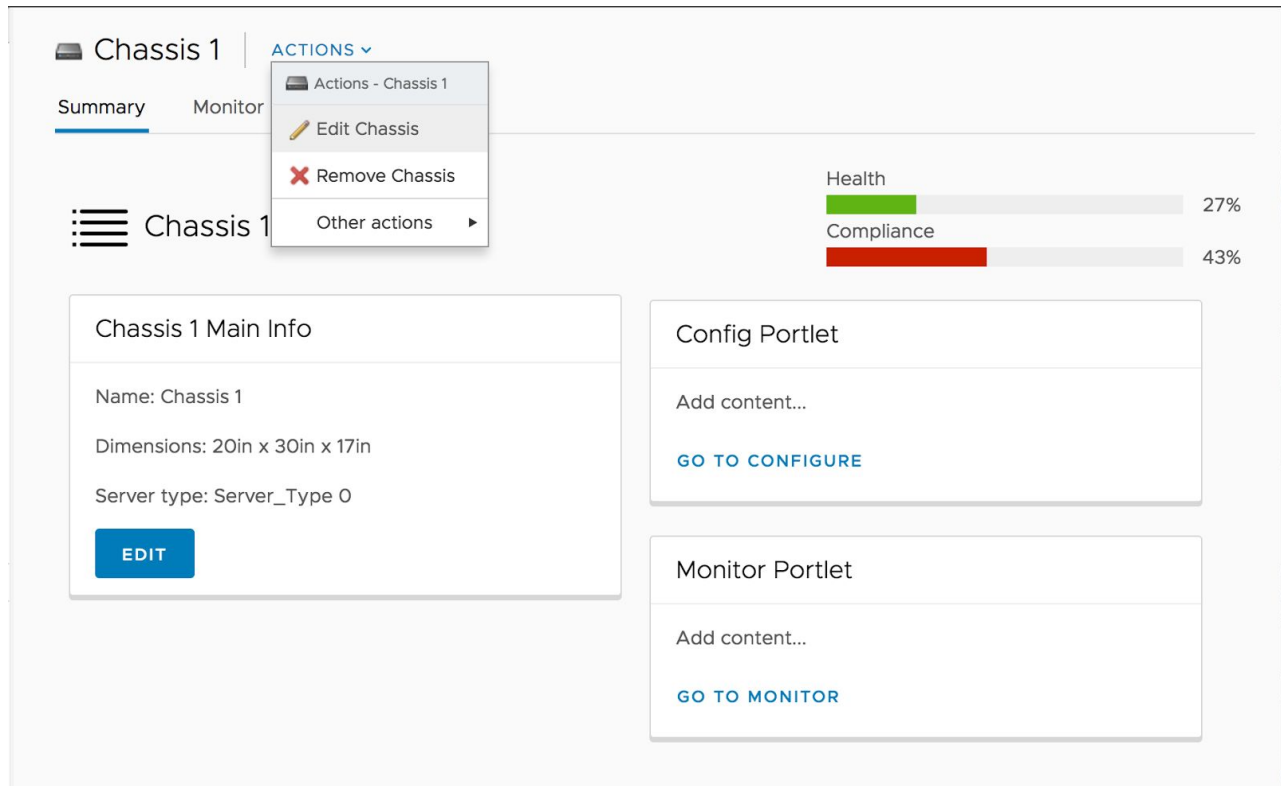 Chassis 1
ACTIONS
Actions - Chassis 1
Summary Monitor
Edit Chassis
Remove Chassis
Other actions
Chassis 1
Health
27%
Compliance
43%
Chassis 1 Main Info
Name: Chassis 1
Dimensions: 20in x 30in x 17in
Server type: Server_Type 0
EDIT
Config Portlet
Add content...
GO TO CONFIGURE
Monitor Portlet
Add content...
GO TO MONITOR